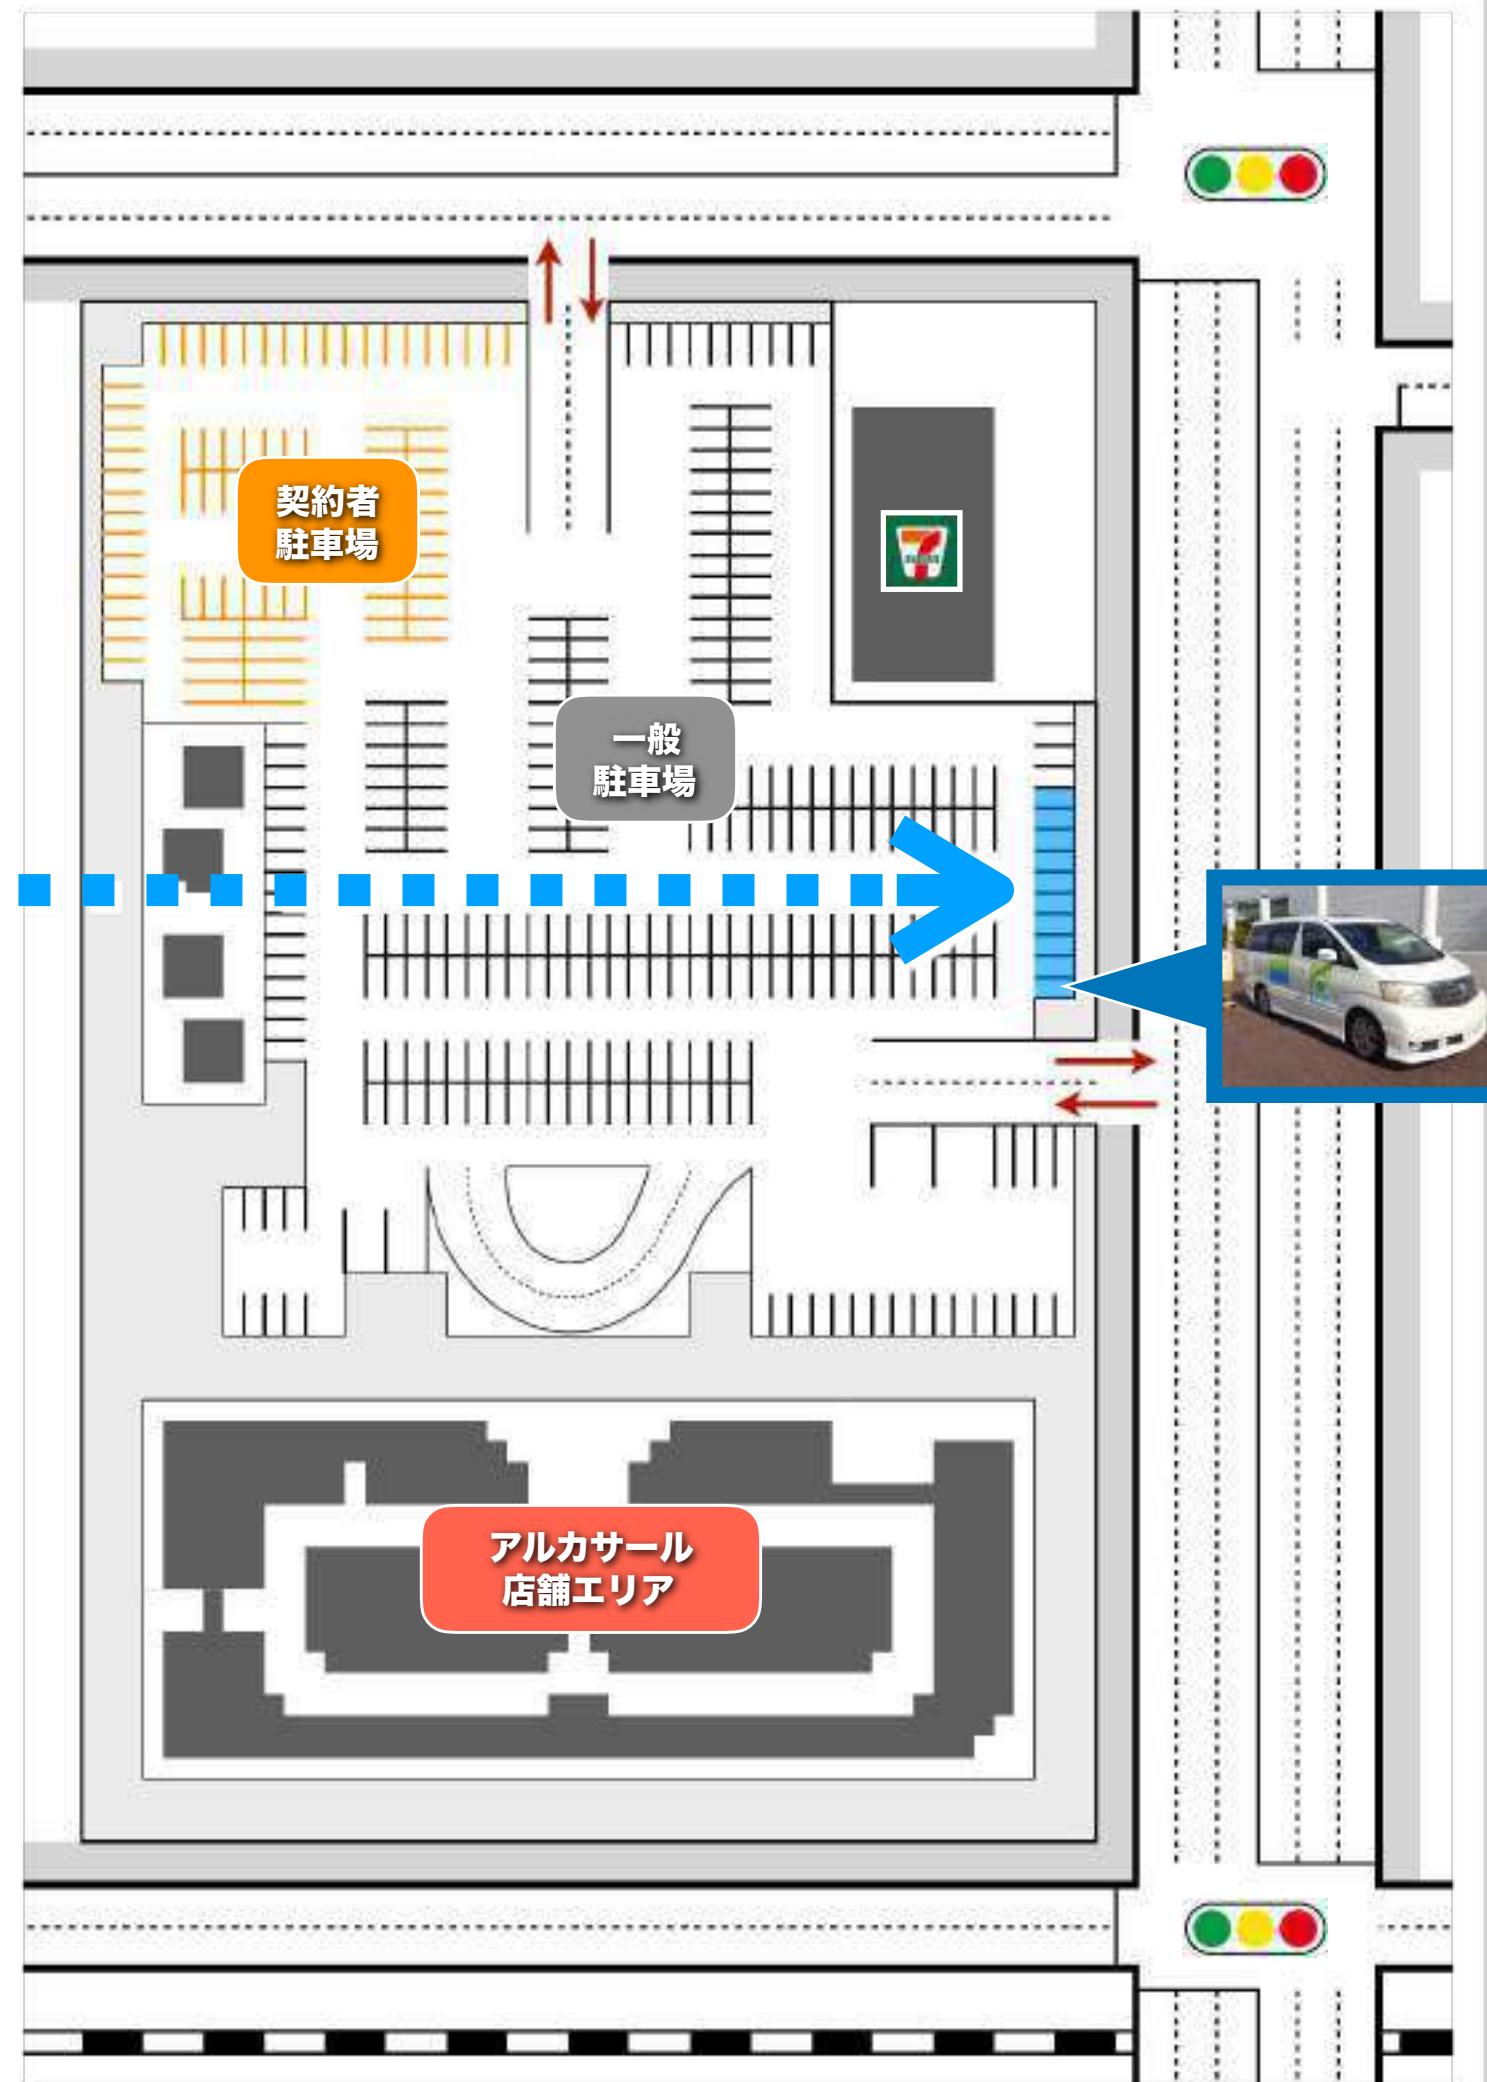 契約者
駐車場
一般
駐車場
アルカサール
店舗エリア